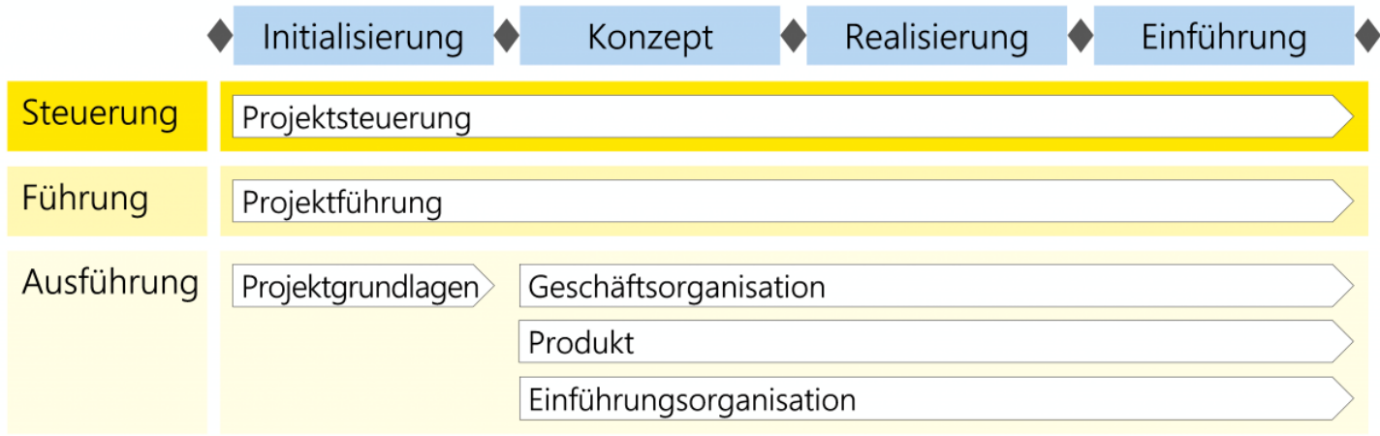 Initialisierung
Konzept
Realisierung
Einführung
Steuerung
Projektsteuerung
Führung
Projektführung
Ausführung
Projektgrundlagen
Geschäftsorganisation
Produkt
Einführungsorganisation